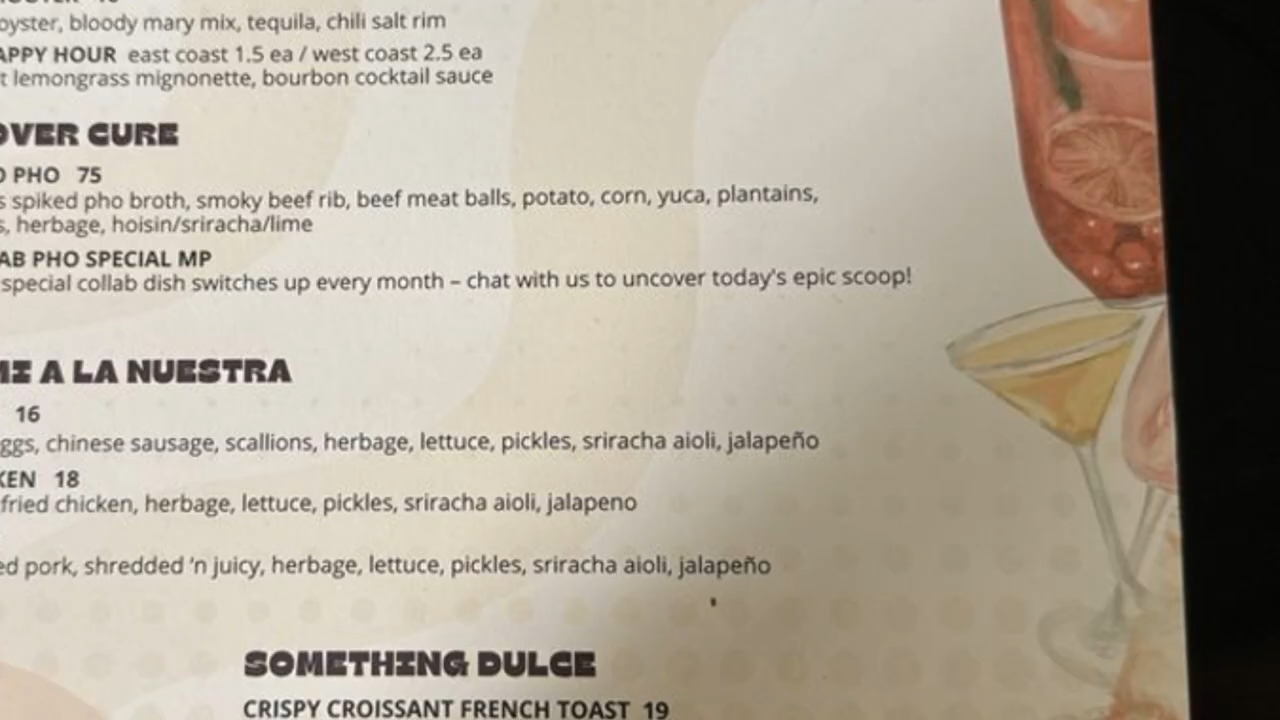 oyster, bloody mary mix, tequila, chili salt rim
APPY HOUR east coast 1.5 ea / west coast 2.5 ea
t lemongrass mignonette, bourbon cocktail sauce
OVER CURE
O PHO 75
s spiked pho broth, smoky beef rib, beef meat balls, potato, corn, yuca, plantains,
s, herbage, hoisin/sriracha/lime
AB PHO SPECIAL MP
special collab dish switches up every month – chat with us to uncover today's epic scoop!
MI A LA NUESTRA
16
ggs, chinese sausage, scallions, herbage, lettuce, pickles, sriracha aioli, jalapeño
KEN 18
fried chicken, herbage, lettuce, pickles, sriracha aioli, jalapeno
ed pork, shredded 'n juicy, herbage, lettuce, pickles, sriracha aioli, jalapeño
SOMETHING DULCE
CRISPY CROISSANT FRENCH TOAST 19